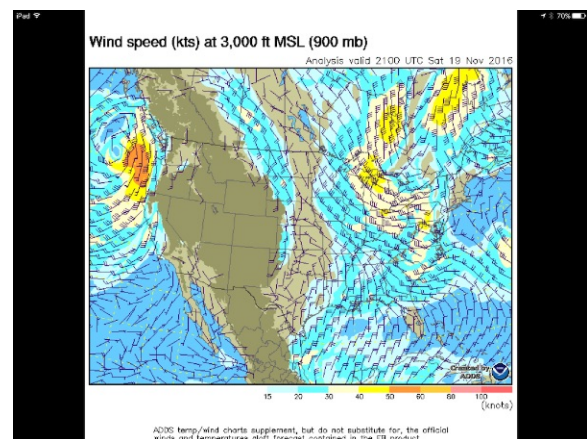 iPad
70%
Wind speed (kts) at 3,000 ft MSL (900 mb)
Analysis valid 2100 UTC Sat 19 Nov 2016
Created by
ADDS
15 20 30 40 50 60 80 100
(knots)
ADDS temp/wind charts supplement, but do not substitute for, the official
winds and temperatures aloft forecast contained in the FB product